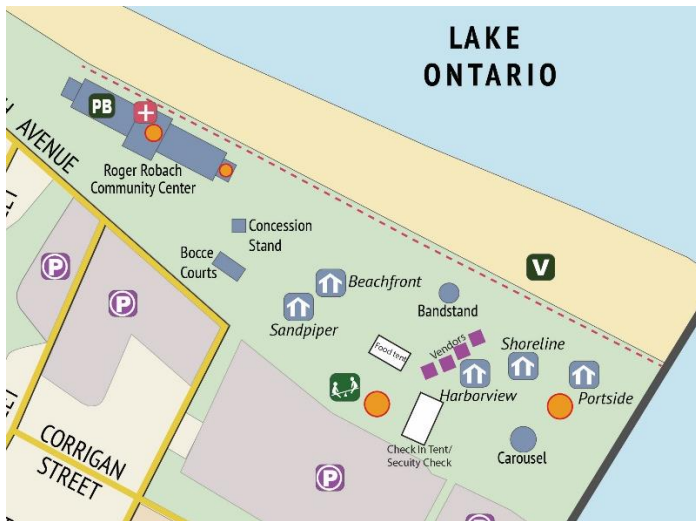 LAKE
ONTARIO
PB
AVENUE
Roger Robach
Community Center
Concession
Stand
Bocce
Courts
P
P
V
Beachfront
Sandpiper
Bandstand
Food tent
Vendors
Shoreline
Harborview
Portside
Check In Tent/
Secuity Check
Carousel
CORRIGAN
STREET
P
P